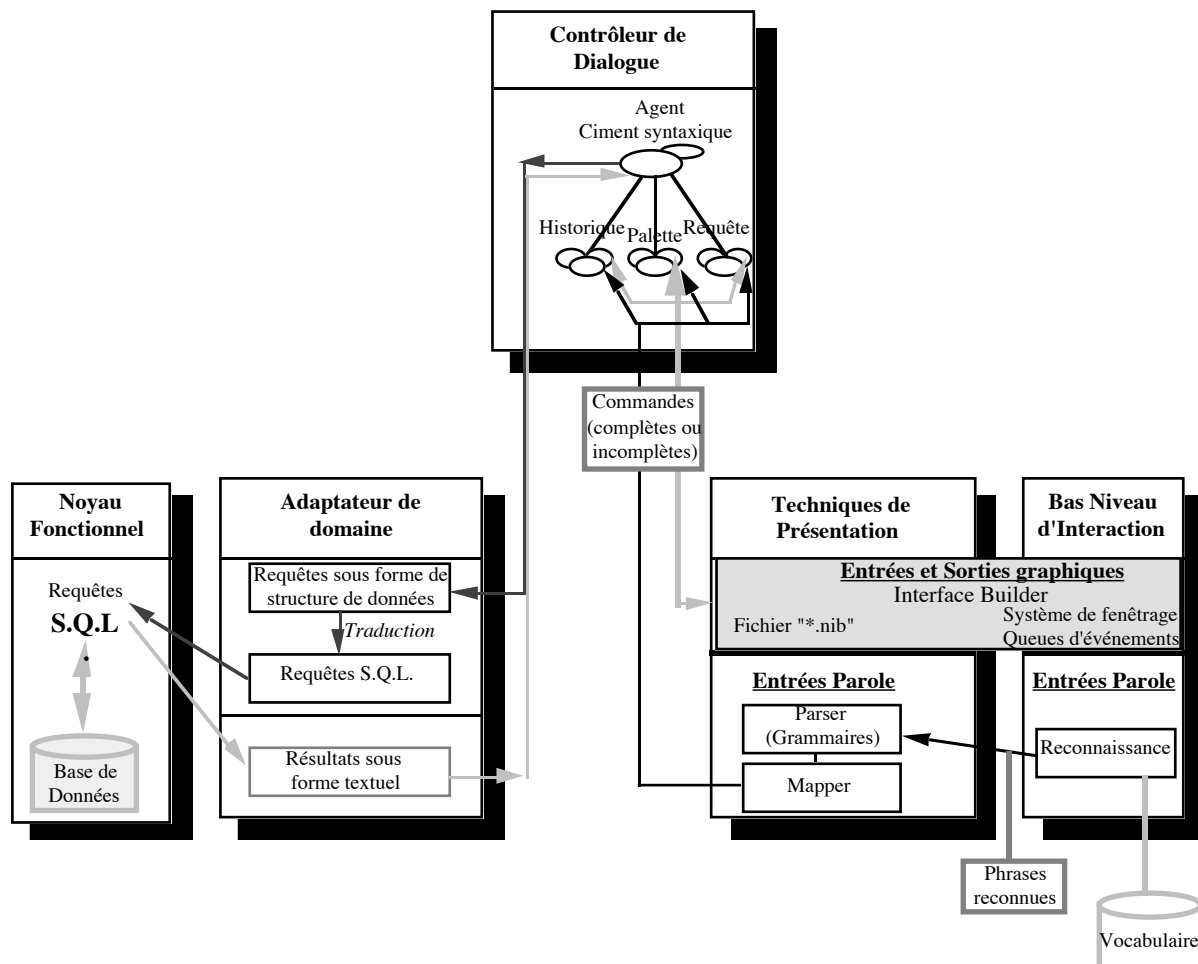 Contrôleur de
Dialogue
Agent
Ciment syntaxique
Historique
Palette
Requête
Commandes
(complètes ou
incomplètes)
Noyau
Fonctionnel
Requêtes
S.Q.L
Base de
Données
Adaptateur de
domaine
Requêtes sous forme de
structure de données
Traduction
Requêtes S.Q.L.
Résultats sous
forme textuel
Techniques de
Présentation
Bas Niveau
d'Interaction
Entrées et Sorties graphiques
Interface Builder
Fichier "*.nib"
Système de fenêtrage
Queues d'événements
Entrées Parole
Parser
(Grammaires)
Mapper
Entrées Parole
Reconnaissance
Phrases
reconnues
Vocabulaire